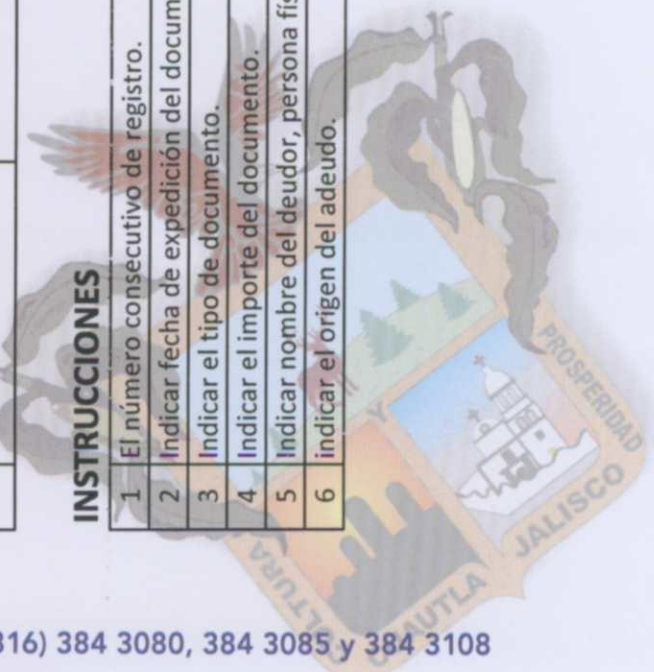 INSTRUCCIONES
1 El número consecutivo de registro.
2 Indicar fecha de expedición del docum
3 Indicar el tipo de documento.
4 Indicar el importe del documento.
5 Indicar nombre del deudor, persona fís
6 indicar el origen del adeudo.
PROSPERIDAD
Y
JALISCO
316) 384 3080, 384 3085 y 384 3108